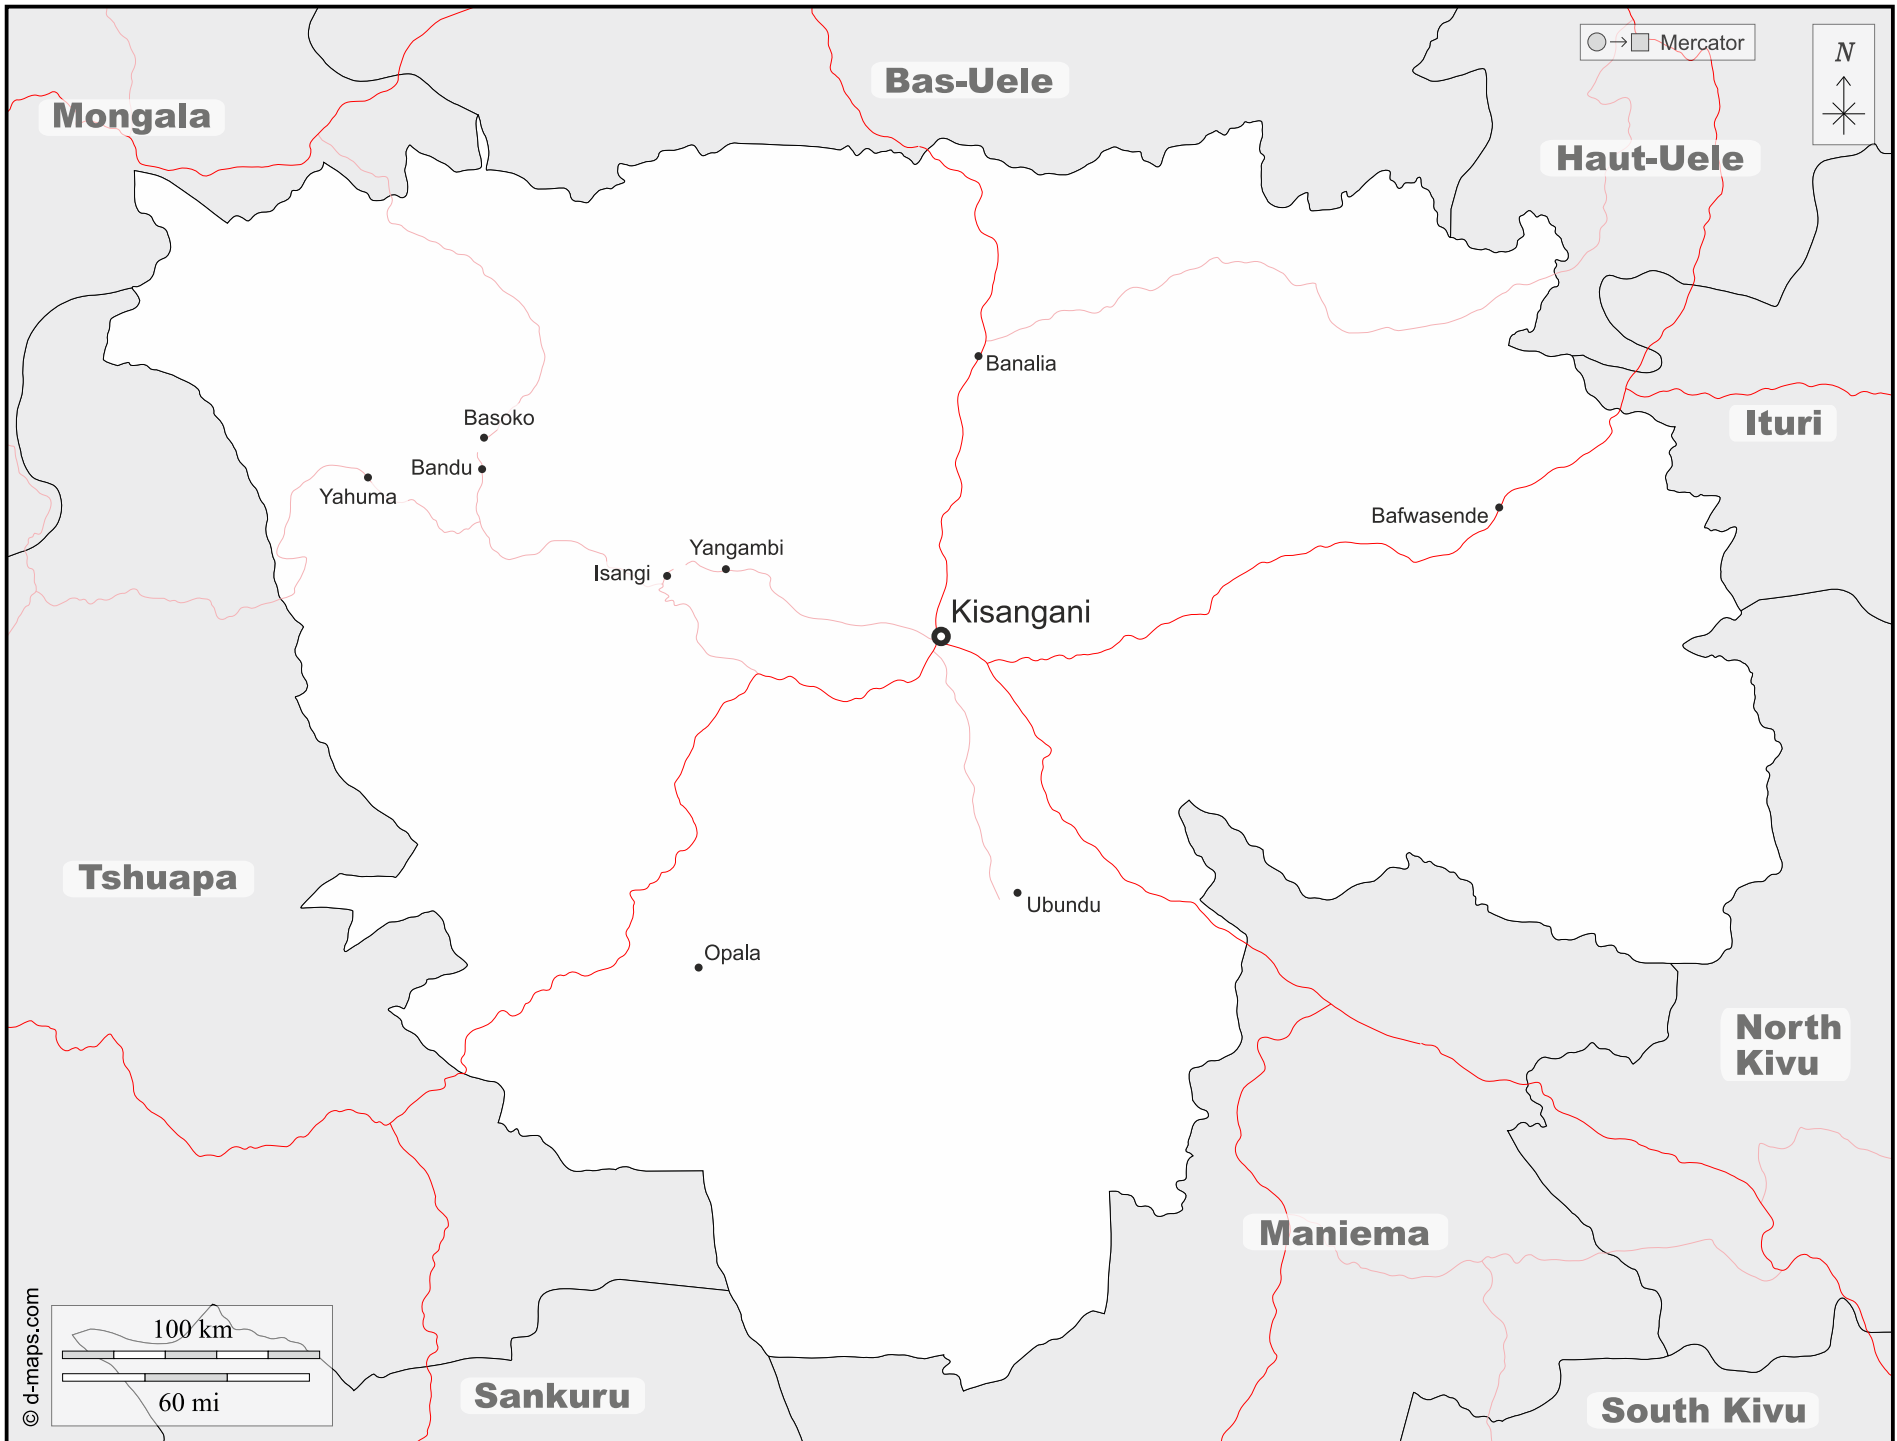 Mercator
N
Bas-Uele
Mongala
Haut-Uele
Banalia
Basoko
Ituri
Bandu
Yahuma
Bafwasende
Yangambi
Isangi
Kisangani
Tshuapa
Ubundu
Opala
North
Kivu
Maniema
100 km
60 mi
Sankuru
South Kivu
© d-maps.com